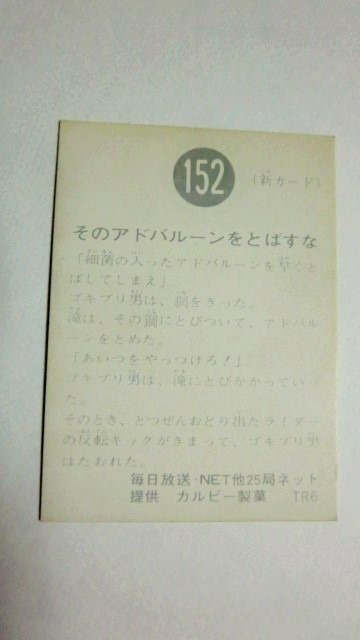 152
(新カード)
そのアドバルーンをとばすな
「細菌の入ったアドバルーンを早くと
ばしてしまえ」
ゴキブリ男は、綱をきった。
滝は、その綱にとびついて、アドバル
ーンをとめた。
「あいつをやっつけろ!」
ゴキブリ男は、滝にとびかかっていっ
た。
そのとき、とつぜんおどり出たライダー
の反転キックがきまって、ゴキブリ男
はたおれた。
毎日放送・NET他25局ネット
提供 カルビー製菓 TR6